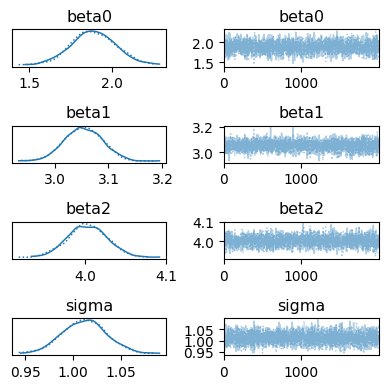 beta0 beta0
2.0
1.5
1.5 2.0 0 1000
beta1 beta1
3.2
3.0
3.0 3.1 3.2 0 1000
beta2 beta2
4.1
4.0
4.0 4.1 0 1000
sigma sigma
1.05
1.00
0.95
0.95 1.00 1.05 0 1000